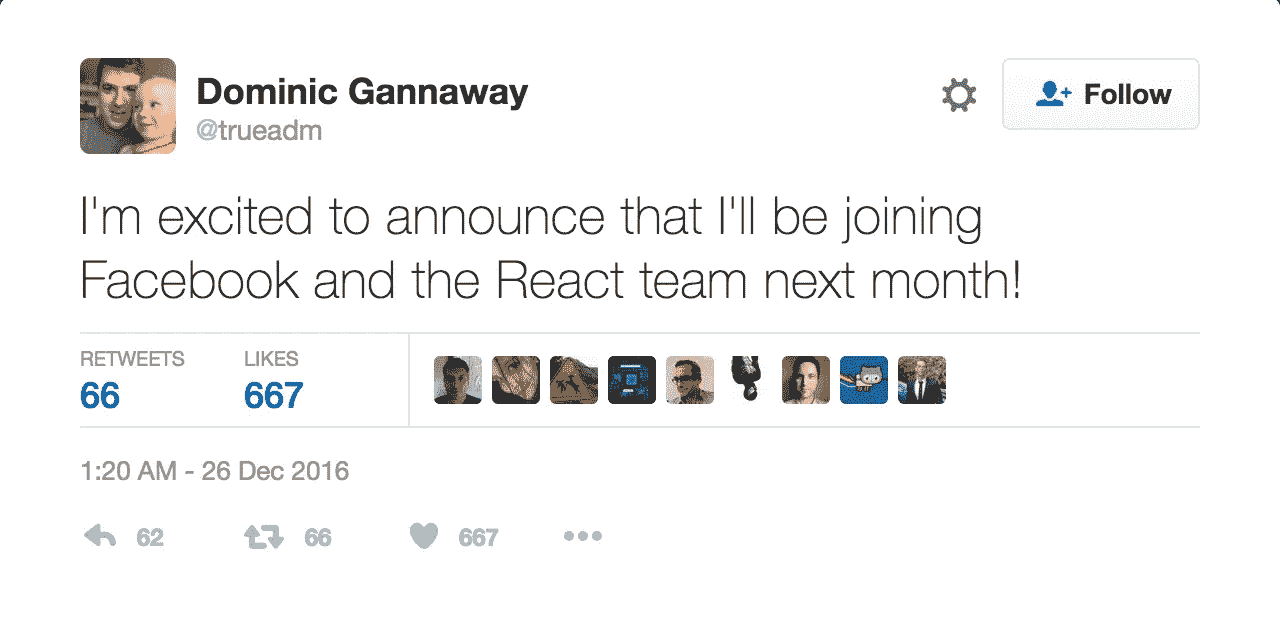 Dominic Gannaway
@trueadm
Follow
I'm excited to announce that I'll be joining
Facebook and the React team next month!
RETWEETS LIKES
66 667
1:20 AM - 26 Dec 2016
62 66 667